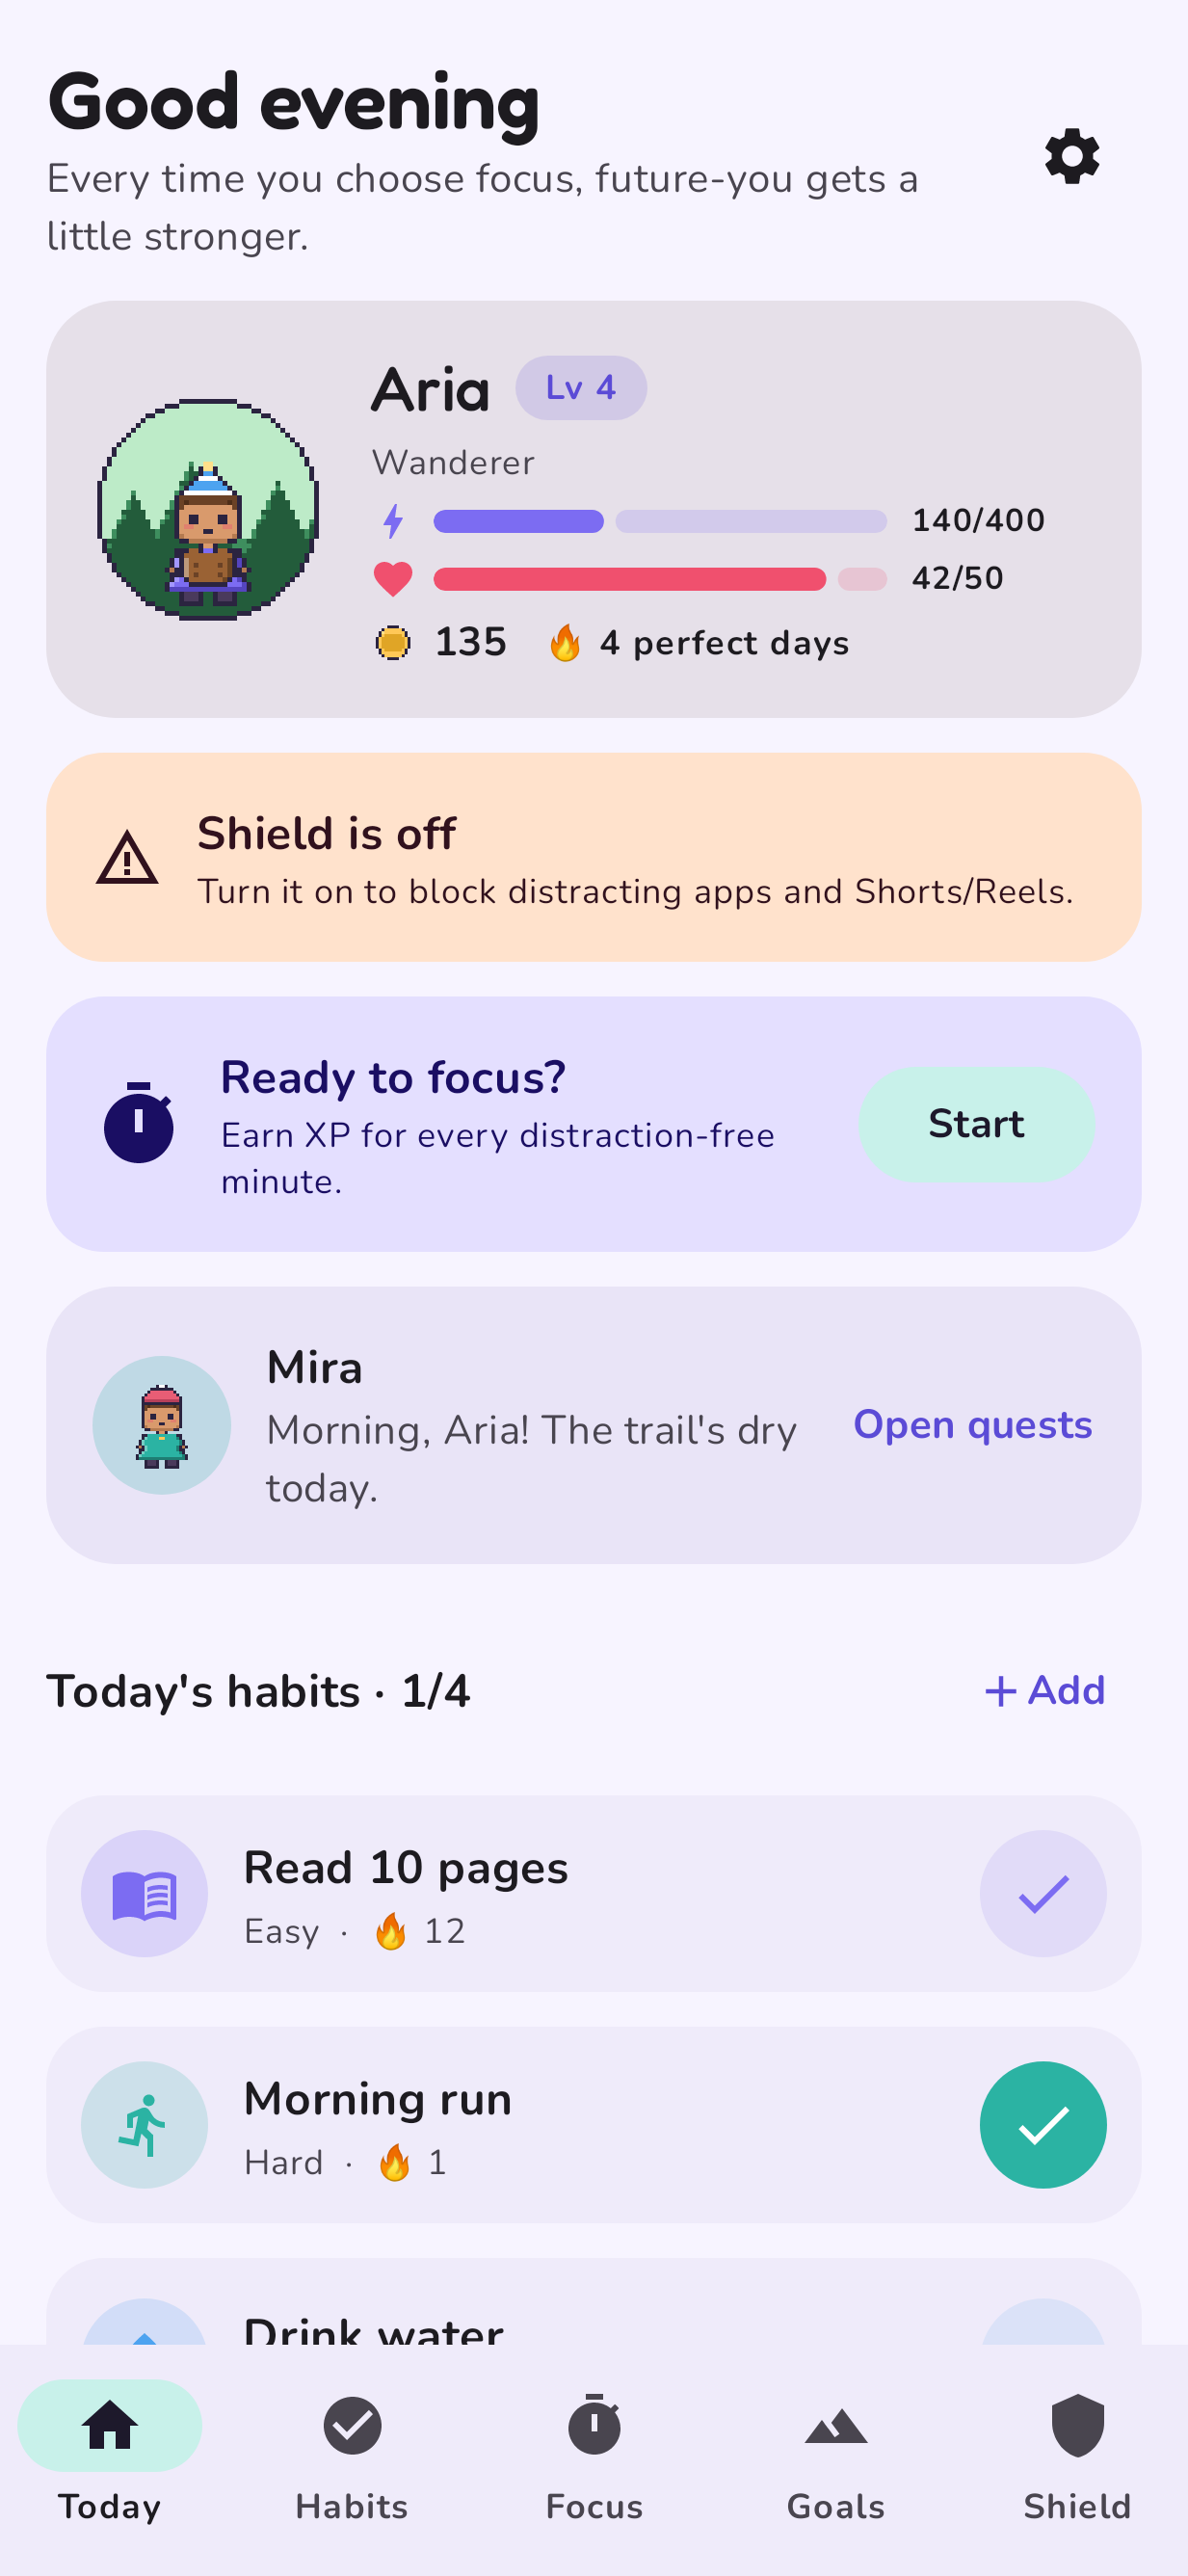 Good evening
Every time you choose focus, future-you gets a
little stronger.
Aria
Lv 4
Wanderer
140/400
42/50
135
🔥 4 perfect days
Shield is off
Turn it on to block distracting apps and Shorts/Reels.
Ready to focus?
Earn XP for every distraction-free
minute.
Start
Mira
Morning, Aria! The trail's dry
today.
Open quests
Today's habits · 1/4
+ Add
Read 10 pages
Easy · 🔥 12
Morning run
Hard · 🔥 1
Drink water
Today
Habits
Focus
Goals
Shield